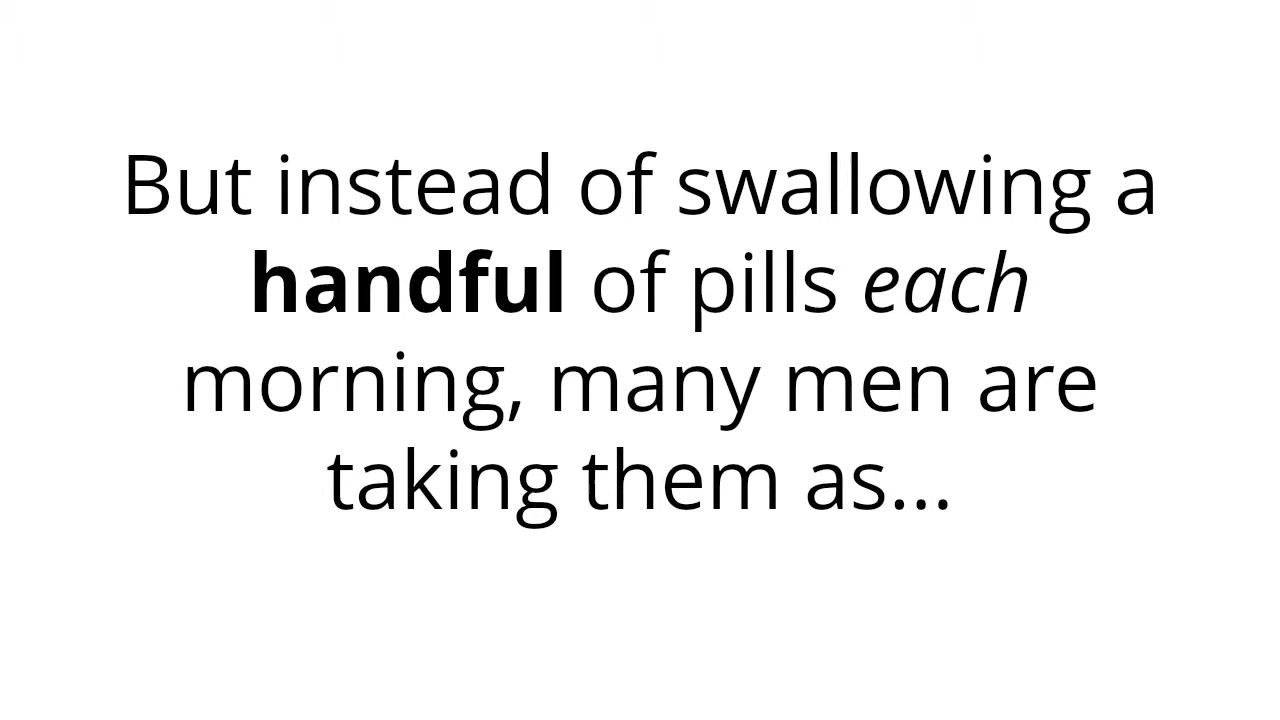 But instead of swallowing a
handful of pills each
morning, many men are
taking them as...